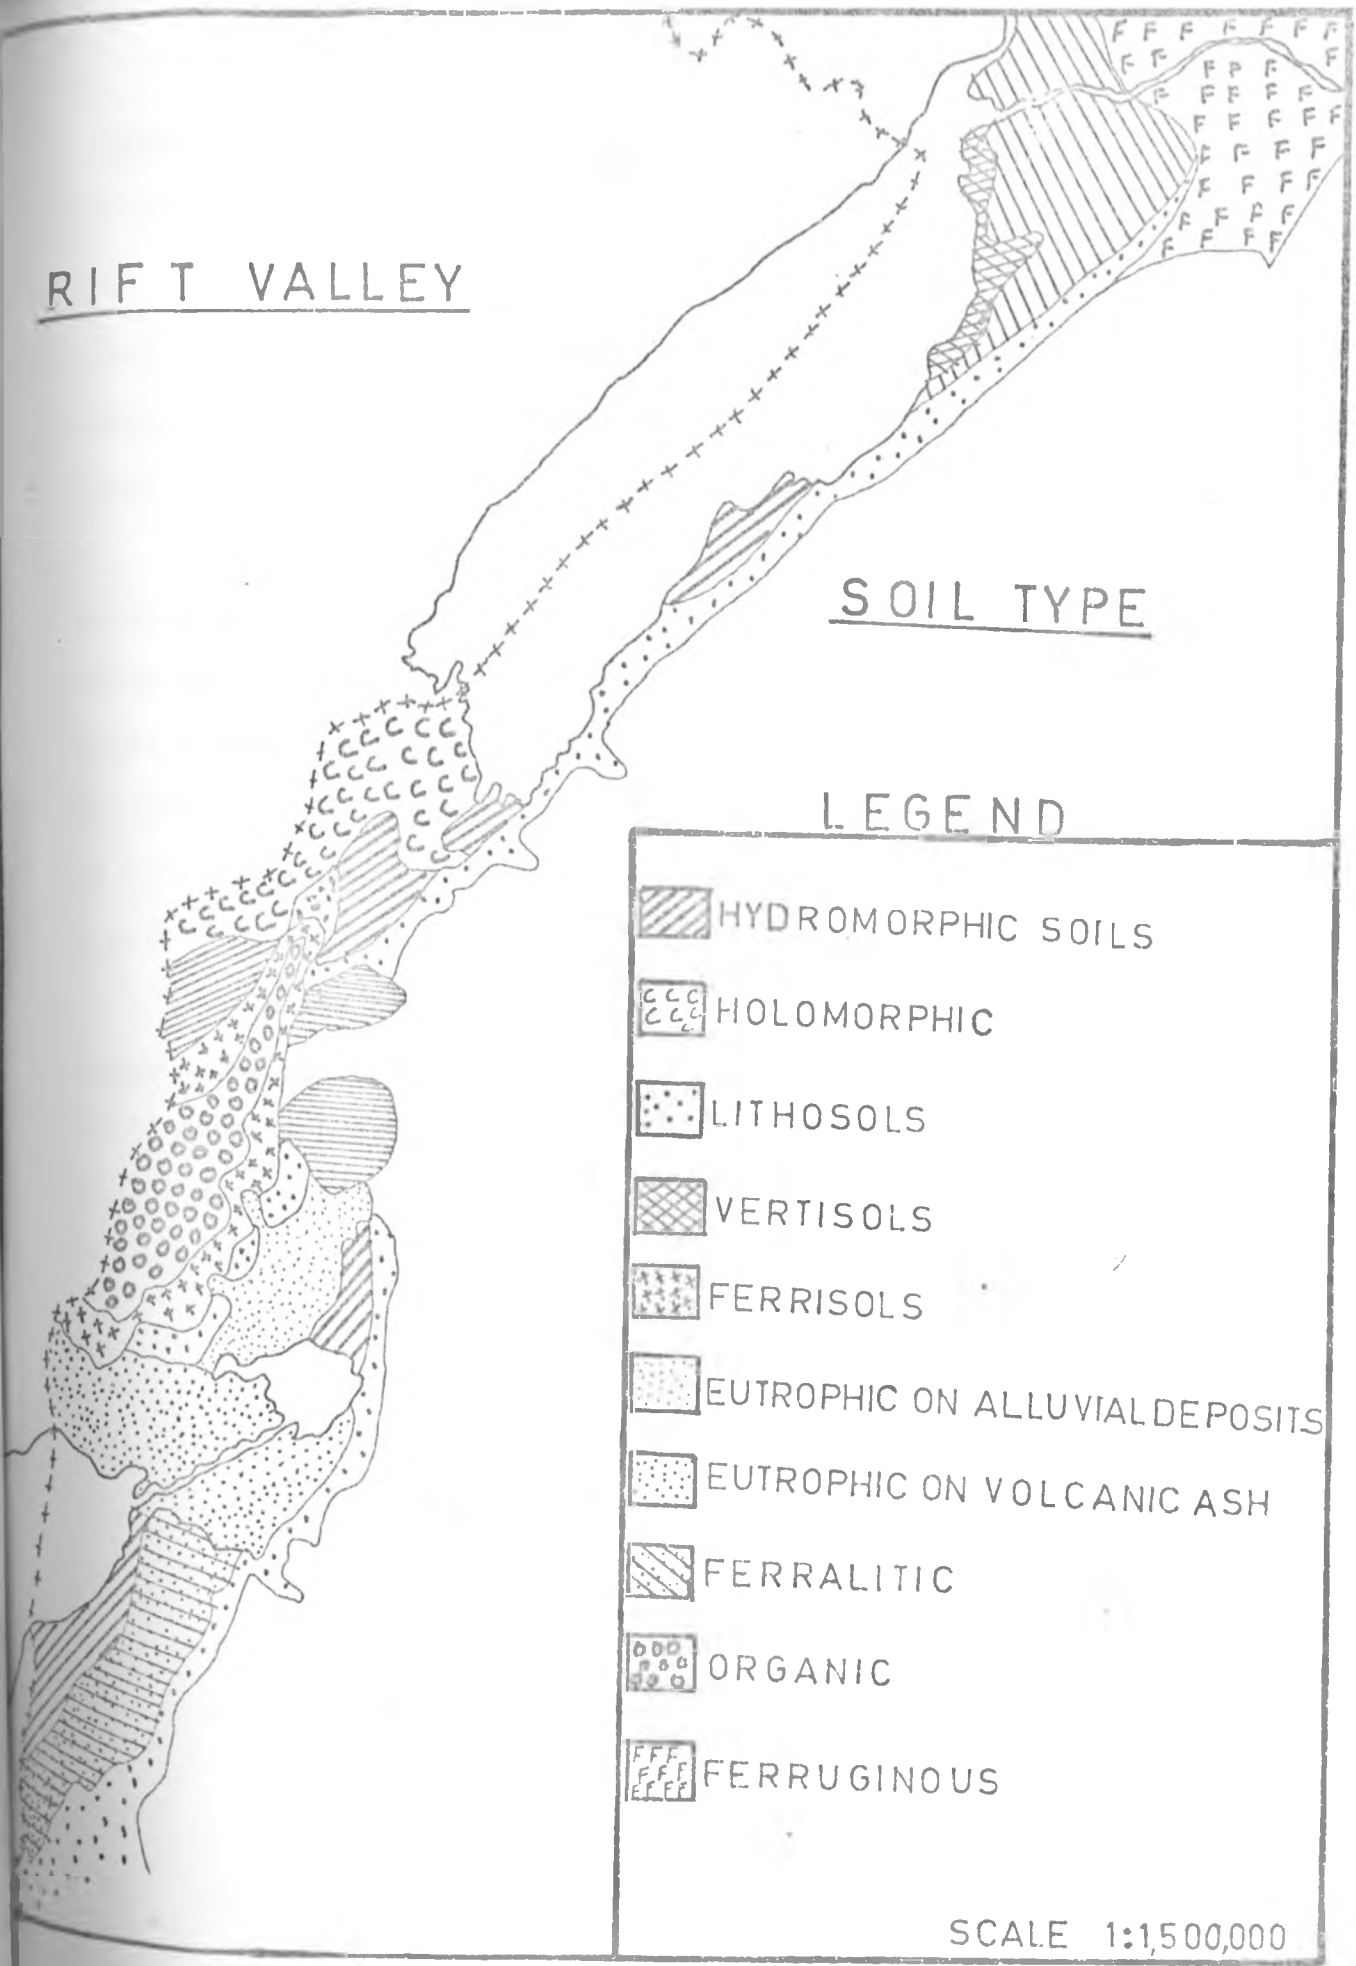 RIFT VALLEY
SOIL TYPE
LEGEND
HYDROMORPHIC SOILS
HOLOMORPHIC
LITHOSOLS
VERTISOLS
FERRISOLS
EUTROPHIC ON ALLUVIAL DEPOSITS
EUTROPHIC ON VOLCANIC ASH
FERRALITIC
ORGANIC
FERRUGINOUS
SCALE 1:1,500,000